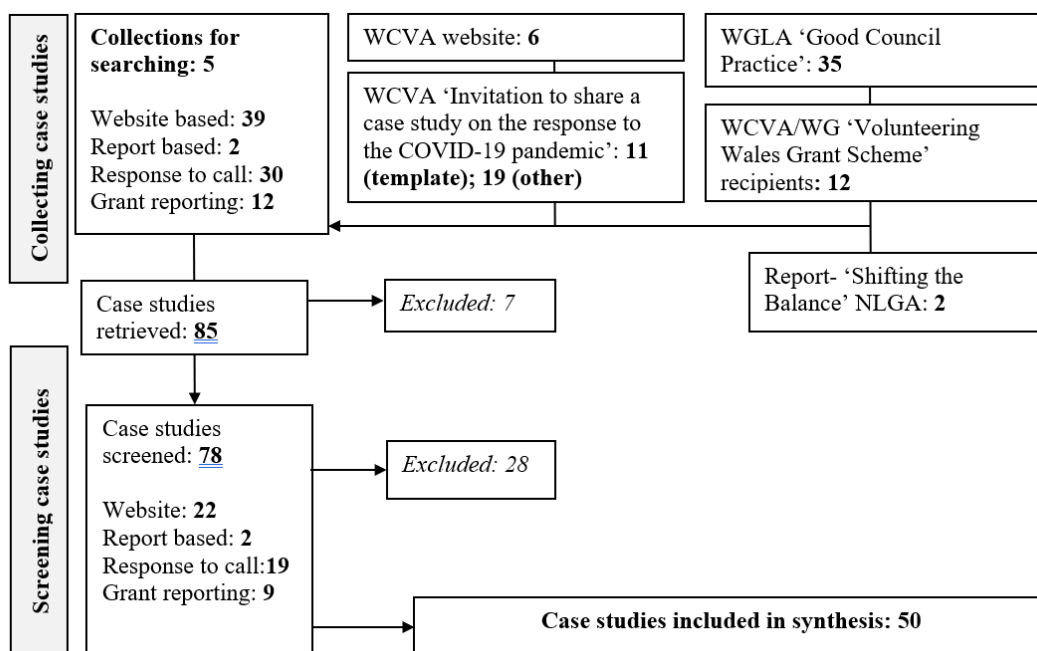 Collecting case studies
Collections for
searching: 5
Website based: 39
Report based: 2
Response to call: 30
Grant reporting: 12
WCVA website: 6
WCVA ‘Invitation to share a
case study on the response to
the COVID-19 pandemic’: 11
(template); 19 (other)
WGLA ‘Good Council
Practice’: 35
WCVA/WG ‘Volunteering
Wales Grant Scheme’
recipients: 12
Report- ‘Shifting the
Balance’ NLGA: 2
Case studies
retrieved: 85
Excluded: 7
Screening case studies
Case studies
screened: 78
Website: 22
Report based: 2
Response to call:19
Grant reporting: 9
Excluded: 28
Case studies included in synthesis: 50